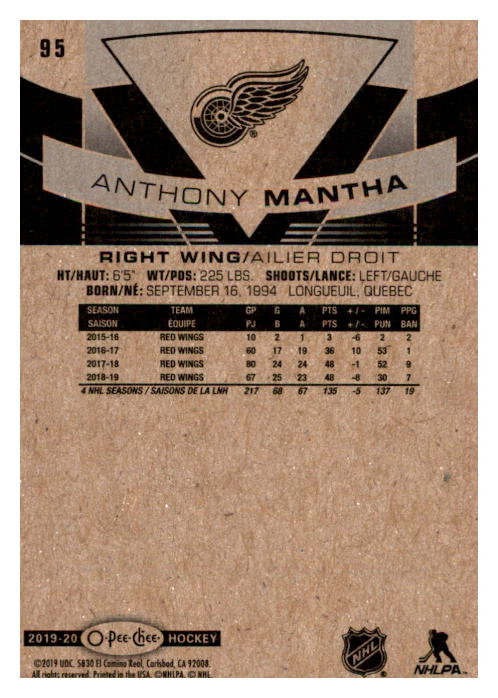 95
ANTHONY MANTHA
RIGHT WING/AILIER DROIT
HT/HAUT: 6'5" WT/PDS: 225 LBS. SHOOTS/LANCE: LEFT/GAUCHE
BORN/NÉ: SEPTEMBER 16, 1994 LONGUEUIL, QUEBEC
SEASON TEAM GP G A PTS +/- PIM PPG
SAISON ÉQUIPE PJ B A PTS +/- PUN BAN
2015-16 RED WINGS 10 2 1 3 -6 2 2
2016-17 RED WINGS 60 17 19 36 10 53 1
2017-18 RED WINGS 80 24 24 48 -1 52 9
2018-19 RED WINGS 67 25 23 48 -8 30 7
4 NHL SEASONS / SAISONS DE LA LNH 217 68 67 135 -5 137 19
2019-20 O-Pee-Chee HOCKEY
©2019 UDC. 5830 El Camino Real, Carlsbad, CA 92008.
All rights reserved. Printed in the USA. ©NHLPA. © NHL.
NHL ®
NHLPA™